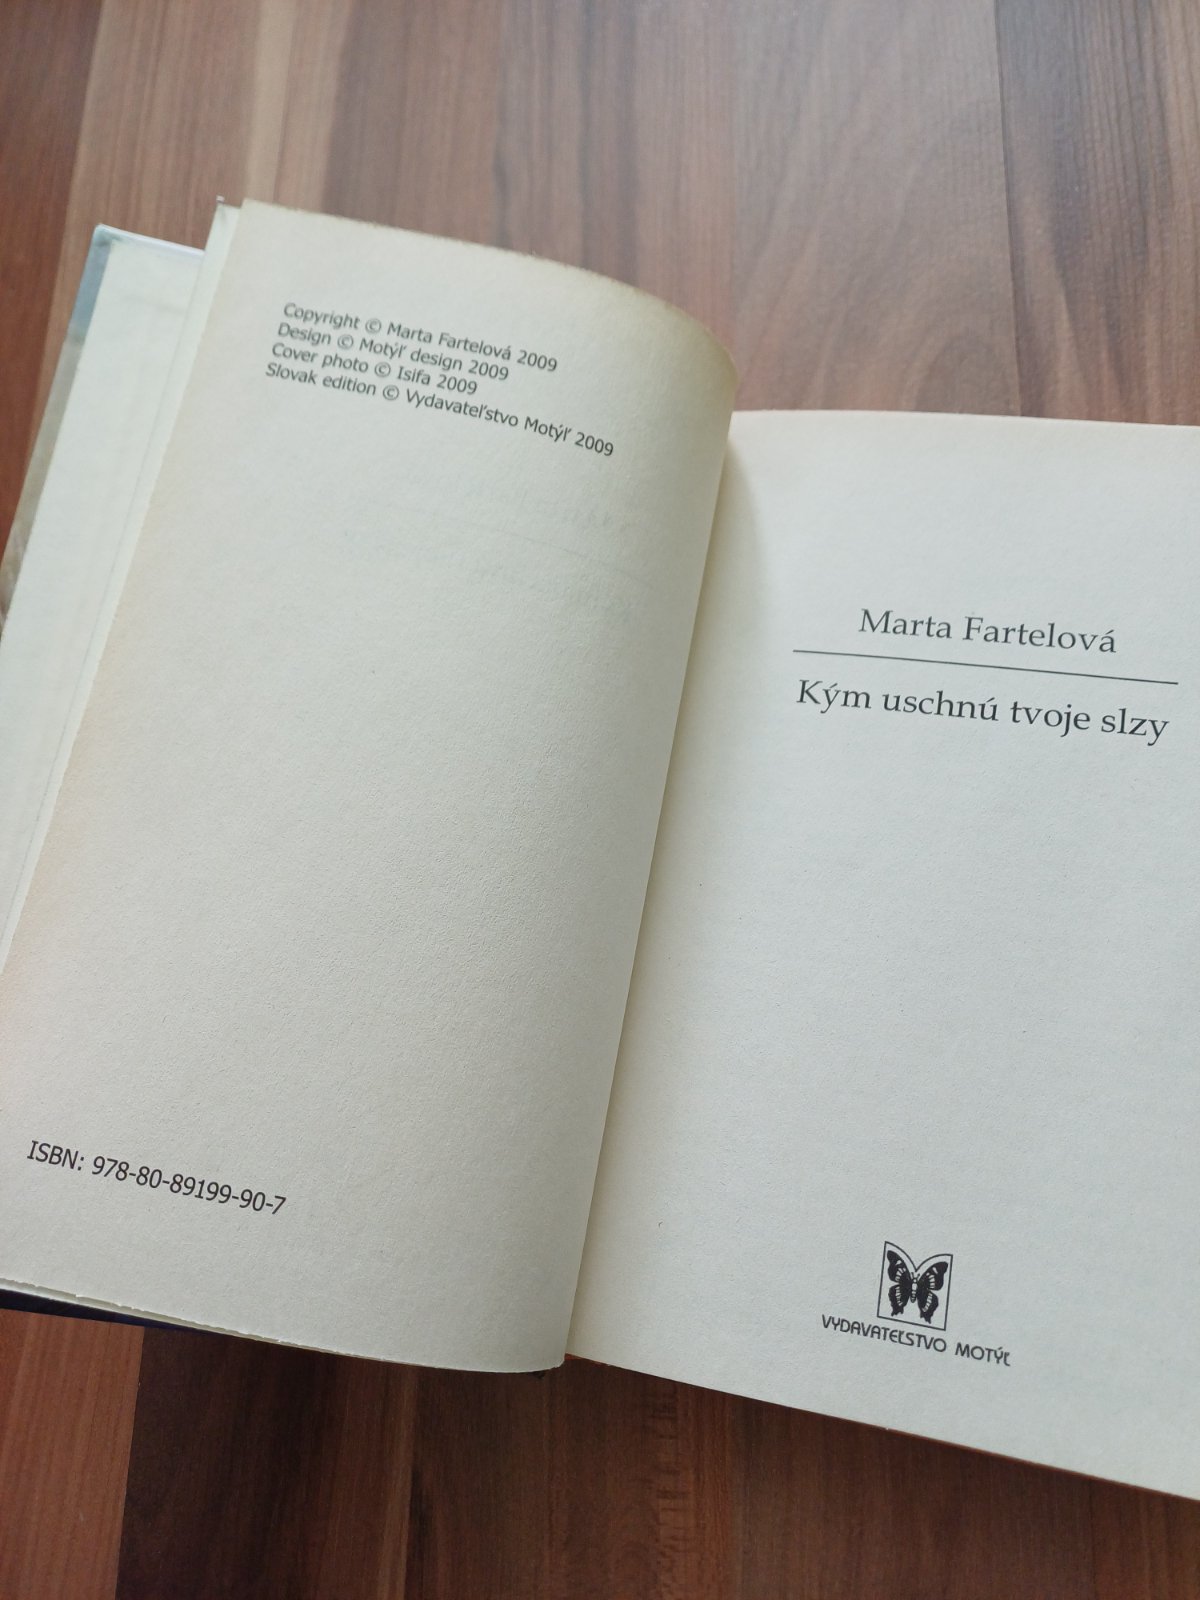 Copyright © Marta Fartelová 2009
Design © Motýľ design 2009
Cover photo © Isifa 2009
Slovak edition © Vydavateľstvo Motýľ 2009
ISBN: 978-80-89199-90-7
Marta Fartelová
Kým uschnú tvoje slzy
VYDAVATEĽSTVO MOTÝĽ